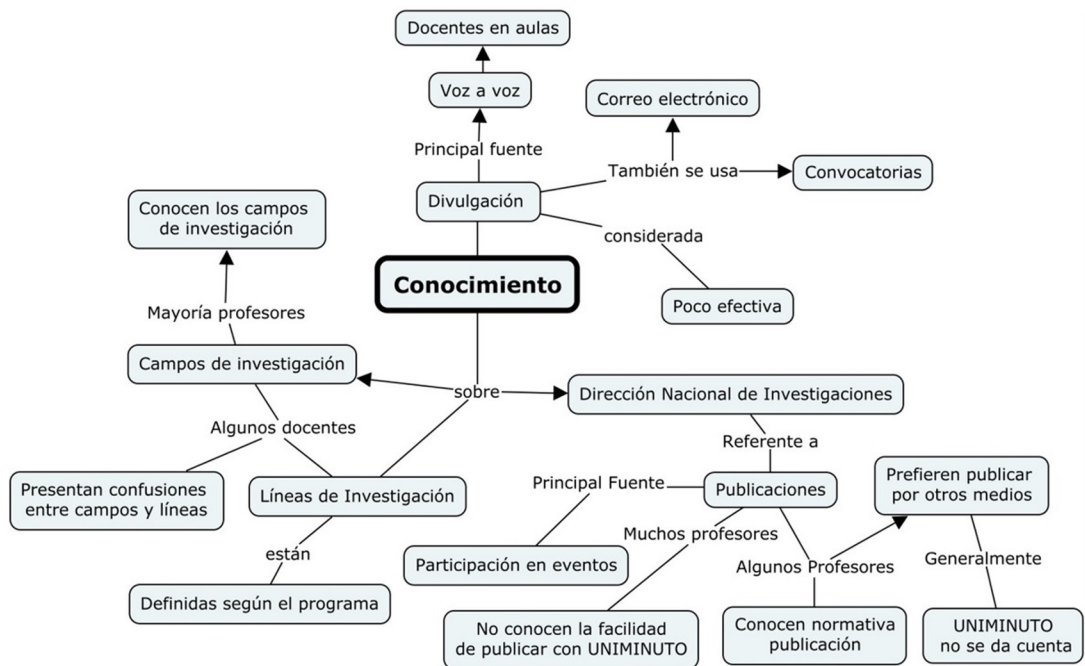 Docentes en aulas
Voz a voz
Correo electrónico
Principal fuente
También se usa
Convocatorias
Divulgación
Conocen los campos
de investigación
considerada
Conocimiento
Poco efectiva
Mayoría profesores
Campos de investigación
sobre
Dirección Nacional de Investigaciones
Algunos docentes
Referente a
Presentan confusiones
entre campos y líneas
Líneas de Investigación
Principal Fuente
Publicaciones
Prefieren publicar
por otros medios
Muchos profesores
están
Participación en eventos
Algunos Profesores
Generalmente
Definidas según el programa
No conocen la facilidad
de publicar con UNIMINUTO
Conocen normativa
publicación
UNIMINUTO
no se da cuenta